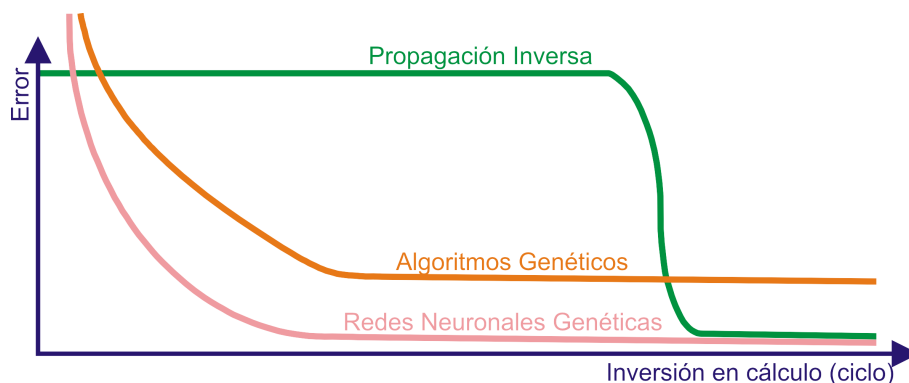 Propagación Inversa
Error
Algoritmos Genéticos
Redes Neuronales Genéticas
Inversión en cálculo (ciclo)